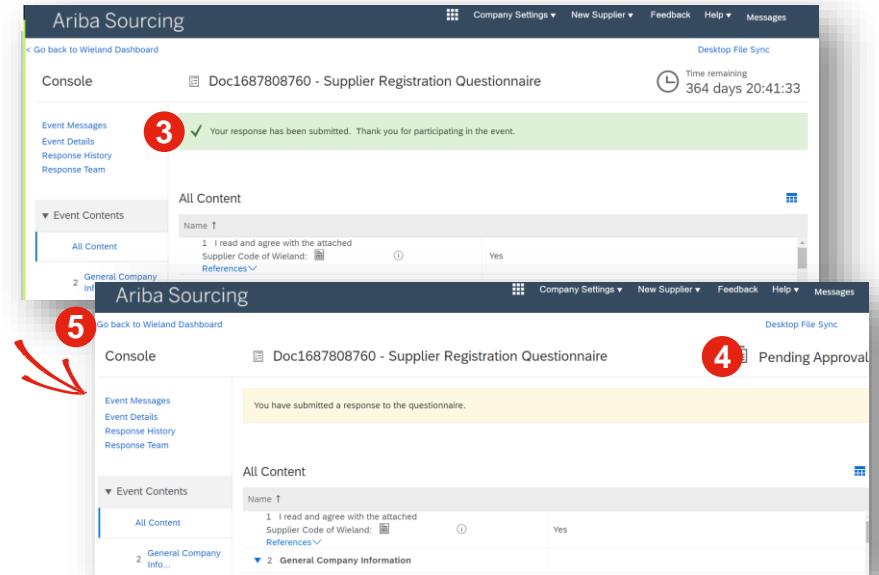 Ariba Sourcing
Company Settings ▾ New Supplier ▾ Feedback Help ▾ Messages
< Go back to Wieland Dashboard
Desktop File Sync
Console
Doc1687808760 - Supplier Registration Questionnaire
Time remaining
364 days 20:41:33
Event Messages
Event Details
Response History
Response Team
3
✓ Your response has been submitted. Thank you for participating in the event.
All Content
▼ Event Contents
Name ↑
All Content
1 I read and agree with the attached
Supplier Code of Wieland:
Yes
References
2 General Company
Ariba Sourcing
Company Settings ▾ New Supplier ▾ Feedback Help ▾ Messages
5
Go back to Wieland Dashboard
Desktop File Sync
Console
Doc1687808760 - Supplier Registration Questionnaire
4
Pending Approval
Event Messages
Event Details
Response History
Response Team
You have submitted a response to the questionnaire.
All Content
▼ Event Contents
Name ↑
All Content
1 I read and agree with the attached
Supplier Code of Wieland:
Yes
References
2 General Company
Info...
▼ 2 General Company Information